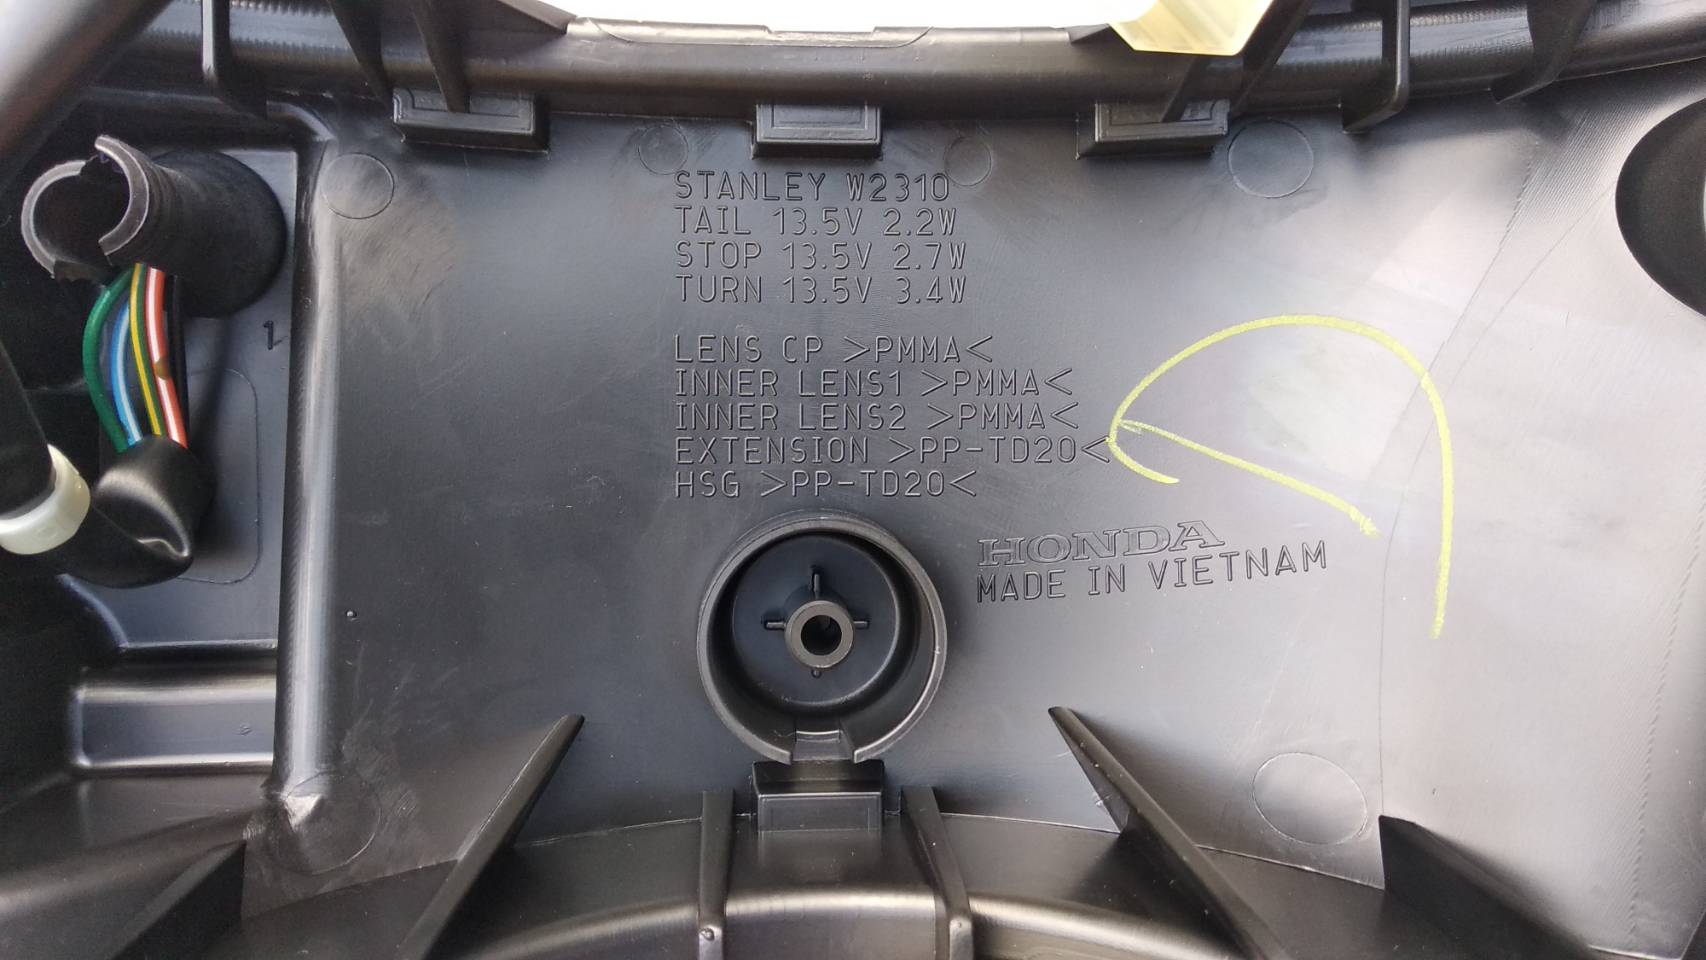 STANLEY W2310
TAIL 13.5V 2.2W
STOP 13.5V 2.7W
TURN 13.5V 3.4W
1
LENS CP >PMMA<
INNER LENS1 >PMMA<
INNER LENS2 >PMMA<
EXTENSION >PP-TD20<
HSG >PP-TD20<
HONDA
MADE IN VIETNAM